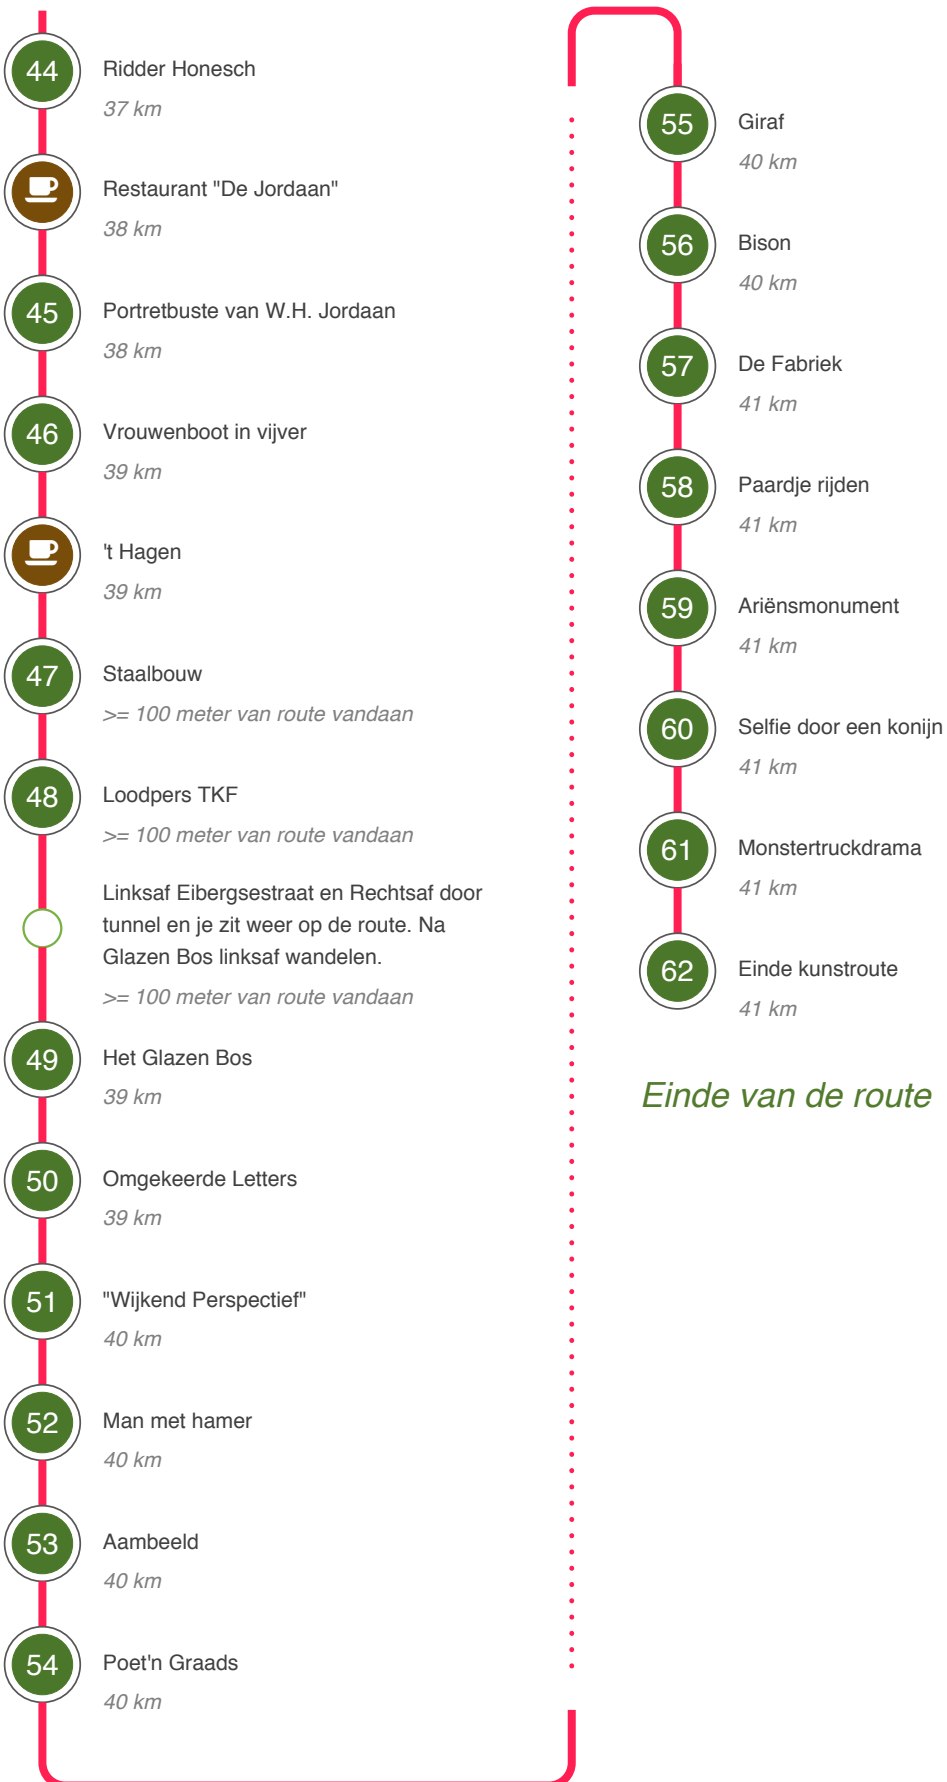 44
Ridder Honesch
37 km
Restaurant "De Jordaan"
38 km
45
Portretbuste van W.H. Jordaan
38 km
46
Vrouwenboot in vijver
39 km
't Hagen
39 km
47
Staalbouw
>= 100 meter van route vandaan
48
Loodpers TKF
>= 100 meter van route vandaan
Linksaf Eibergsestraat en Rechtsaf door
tunnel en je zit weer op de route. Na
Glazen Bos linksaf wandelen.
>= 100 meter van route vandaan
49
Het Glazen Bos
39 km
50
Omgekeerde Letters
39 km
51
"Wijkend Perspectief"
40 km
52
Man met hamer
40 km
53
Aambeeld
40 km
54
Poet'n Graads
40 km
55
Giraf
40 km
56
Bison
40 km
57
De Fabriek
41 km
58
Paardje rijden
41 km
59
Ariënsmonument
41 km
60
Selfie door een konijn
41 km
61
Monstertruckdrama
41 km
62
Einde kunstroute
41 km
Einde van de route